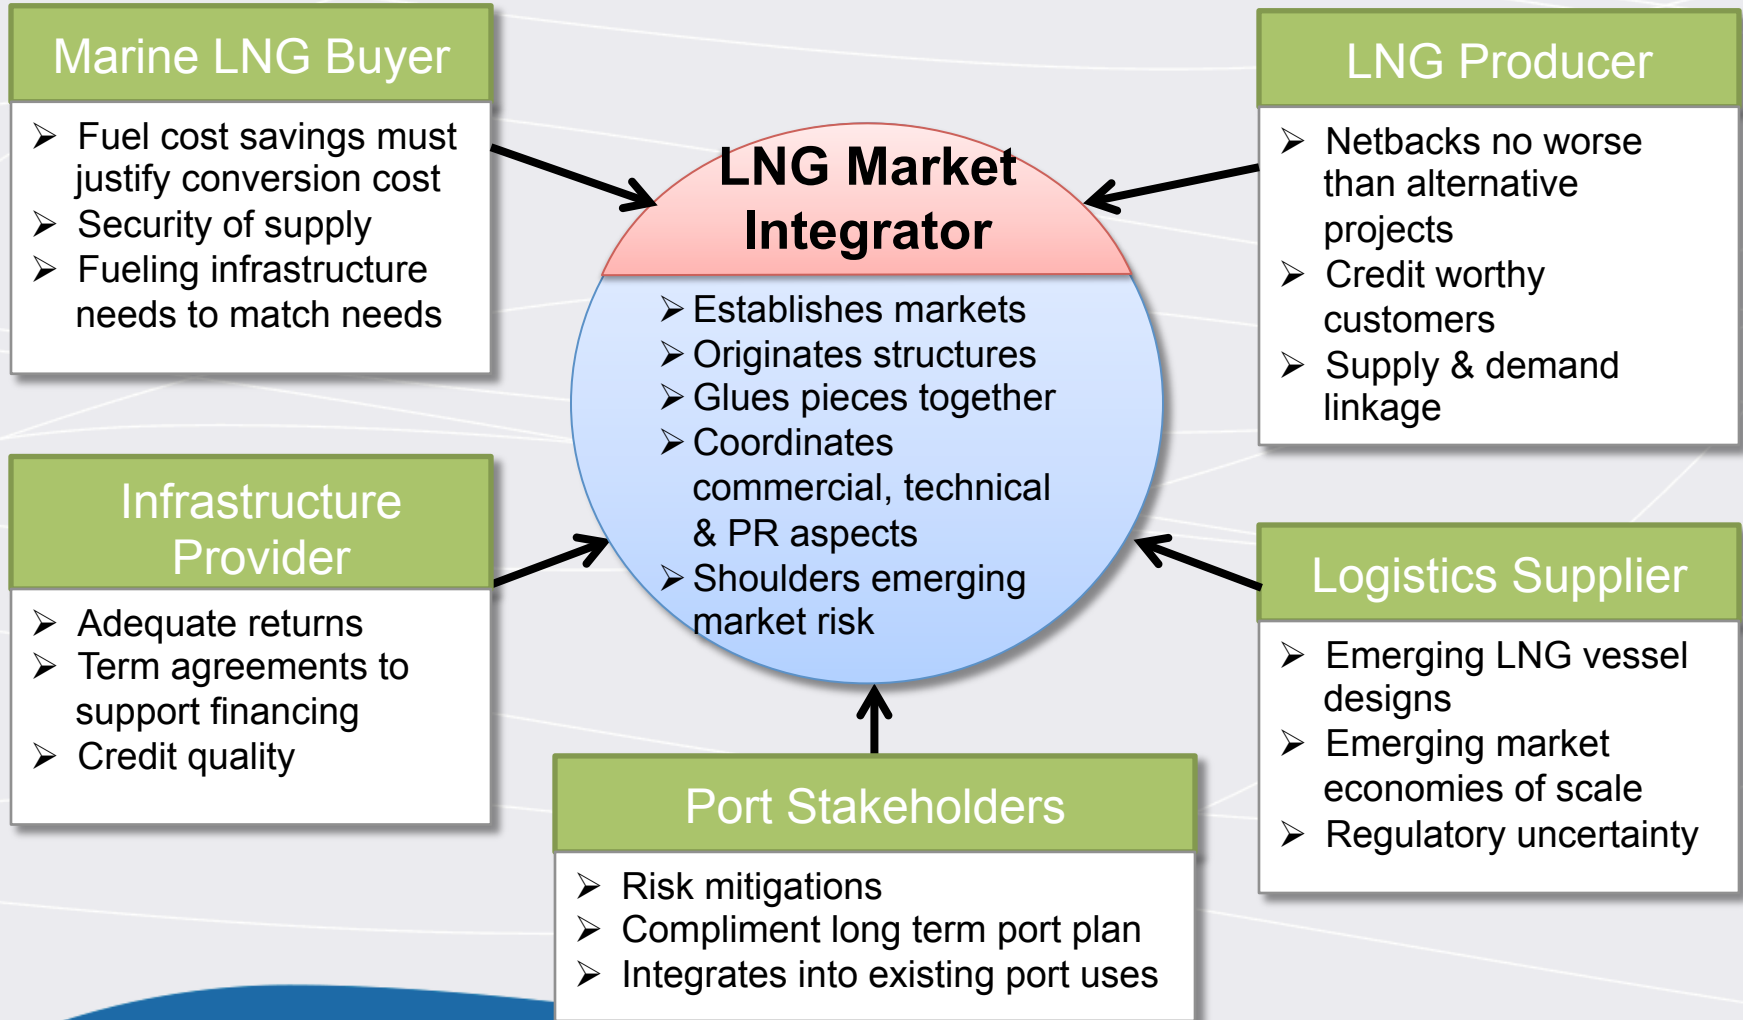 Marine LNG Buyer
➢ Fuel cost savings must
justify conversion cost
➢ Security of supply
➢ Fueling infrastructure
needs to match needs
LNG Producer
➢ Netbacks no worse
than alternative
projects
➢ Credit worthy
customers
➢ Supply & demand
linkage
LNG Market
Integrator
➢ Establishes markets
➢ Originates structures
➢ Glues pieces together
➢ Coordinates
commercial, technical
& PR aspects
➢ Shoulders emerging
market risk
Infrastructure
Provider
➢ Adequate returns
➢ Term agreements to
support financing
➢ Credit quality
Logistics Supplier
➢ Emerging LNG vessel
designs
➢ Emerging market
economies of scale
➢ Regulatory uncertainty
Port Stakeholders
➢ Risk mitigations
➢ Compliment long term port plan
➢ Integrates into existing port uses